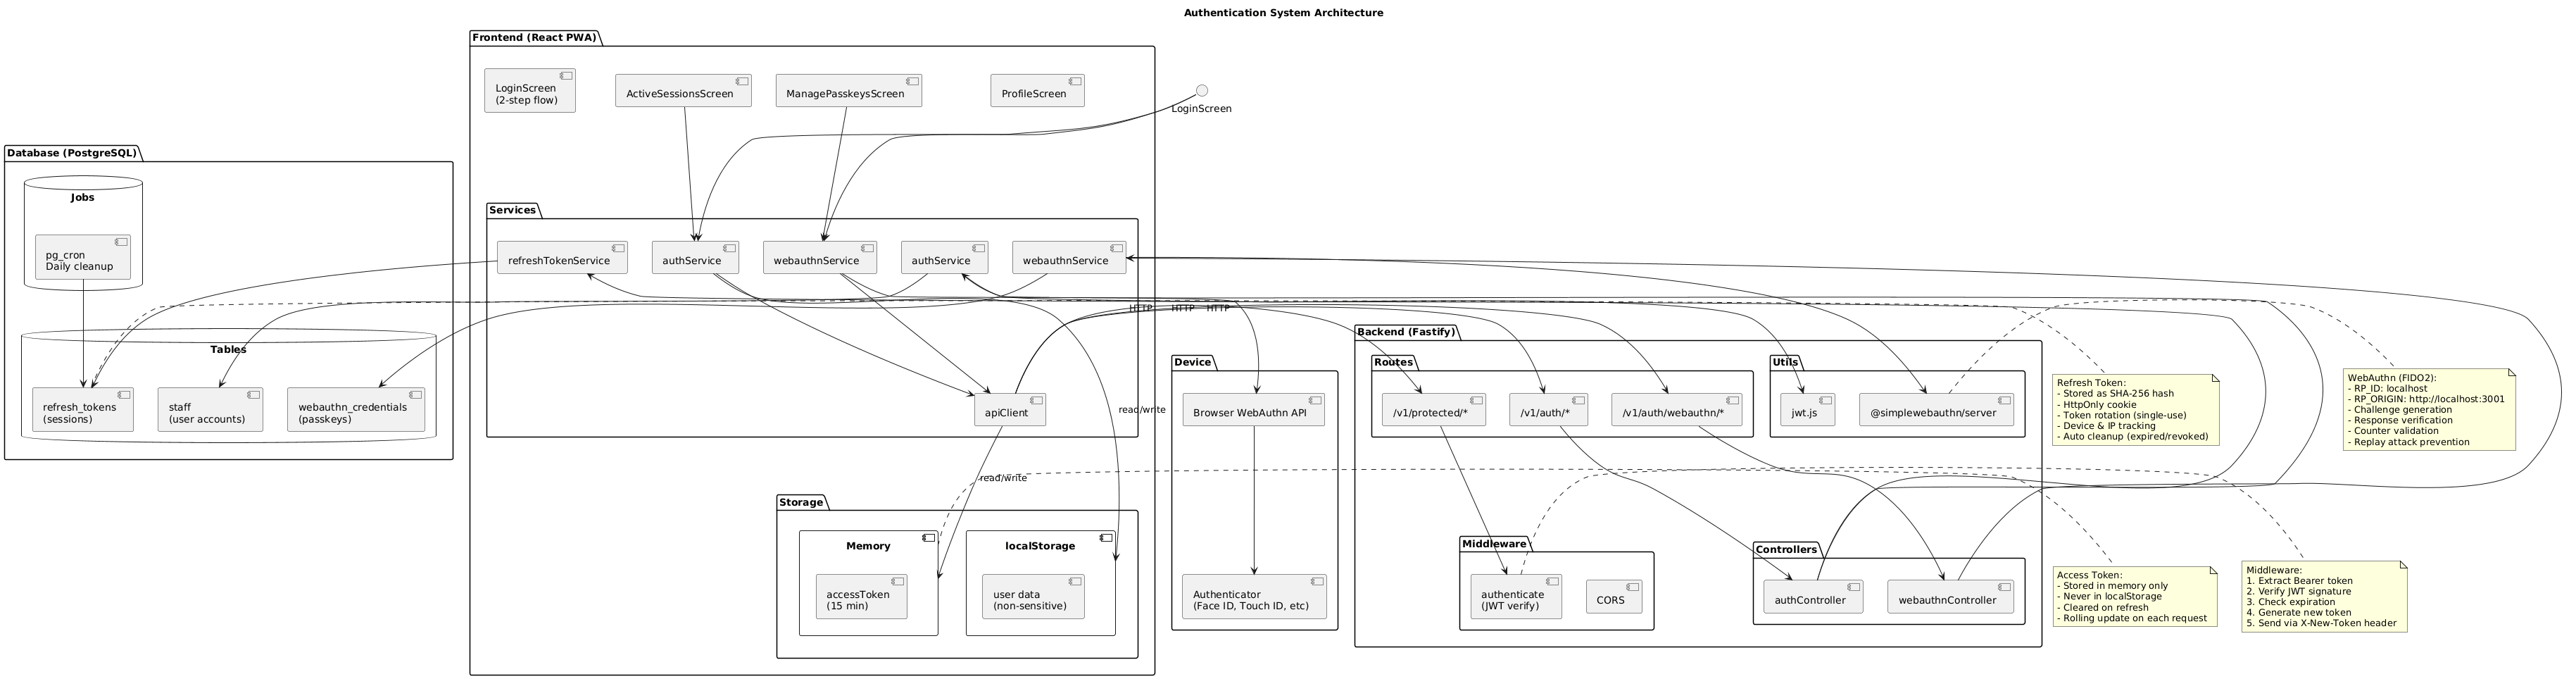 Authentication System Architecture
Frontend (React PWA)
LoginScreen
(2-step flow)
ActiveSessionsScreen
ManagePasskeysScreen
ProfileScreen
LoginScreen
Database (PostgreSQL)
Jobs
pg_cron
Daily cleanup
Tables
refresh_tokens
(sessions)
staff
(user accounts)
webauthn_credentials
(passkeys)
Services
refreshTokenService
authService
webauthnService
authService
webauthnService
apiClient
HTTP
HTTP
HTTP
read/write
read/write
Storage
Memory
accessToken
(15 min)
localStorage
user data
(non-sensitive)
Device
Browser WebAuthn API
Authenticator
(Face ID, Touch ID, etc)
Backend (Fastify)
Routes
/v1/protected/*
/v1/auth/*
/v1/auth/webauthn/*
Utils
jwt.js
@simplewebauthn/server
Middleware
authenticate
(JWT verify)
CORS
Controllers
authController
webauthnController
Refresh Token:
- Stored as SHA-256 hash
- HttpOnly cookie
- Token rotation (single-use)
- Device & IP tracking
- Auto cleanup (expired/revoked)
WebAuthn (FIDO2):
- RP_ID: localhost
- RP_ORIGIN: http://localhost:3001
- Challenge generation
- Response verification
- Counter validation
- Replay attack prevention
Access Token:
- Stored in memory only
- Never in localStorage
- Cleared on refresh
- Rolling update on each request
Middleware:
1. Extract Bearer token
2. Verify JWT signature
3. Check expiration
4. Generate new token
5. Send via X-New-Token header